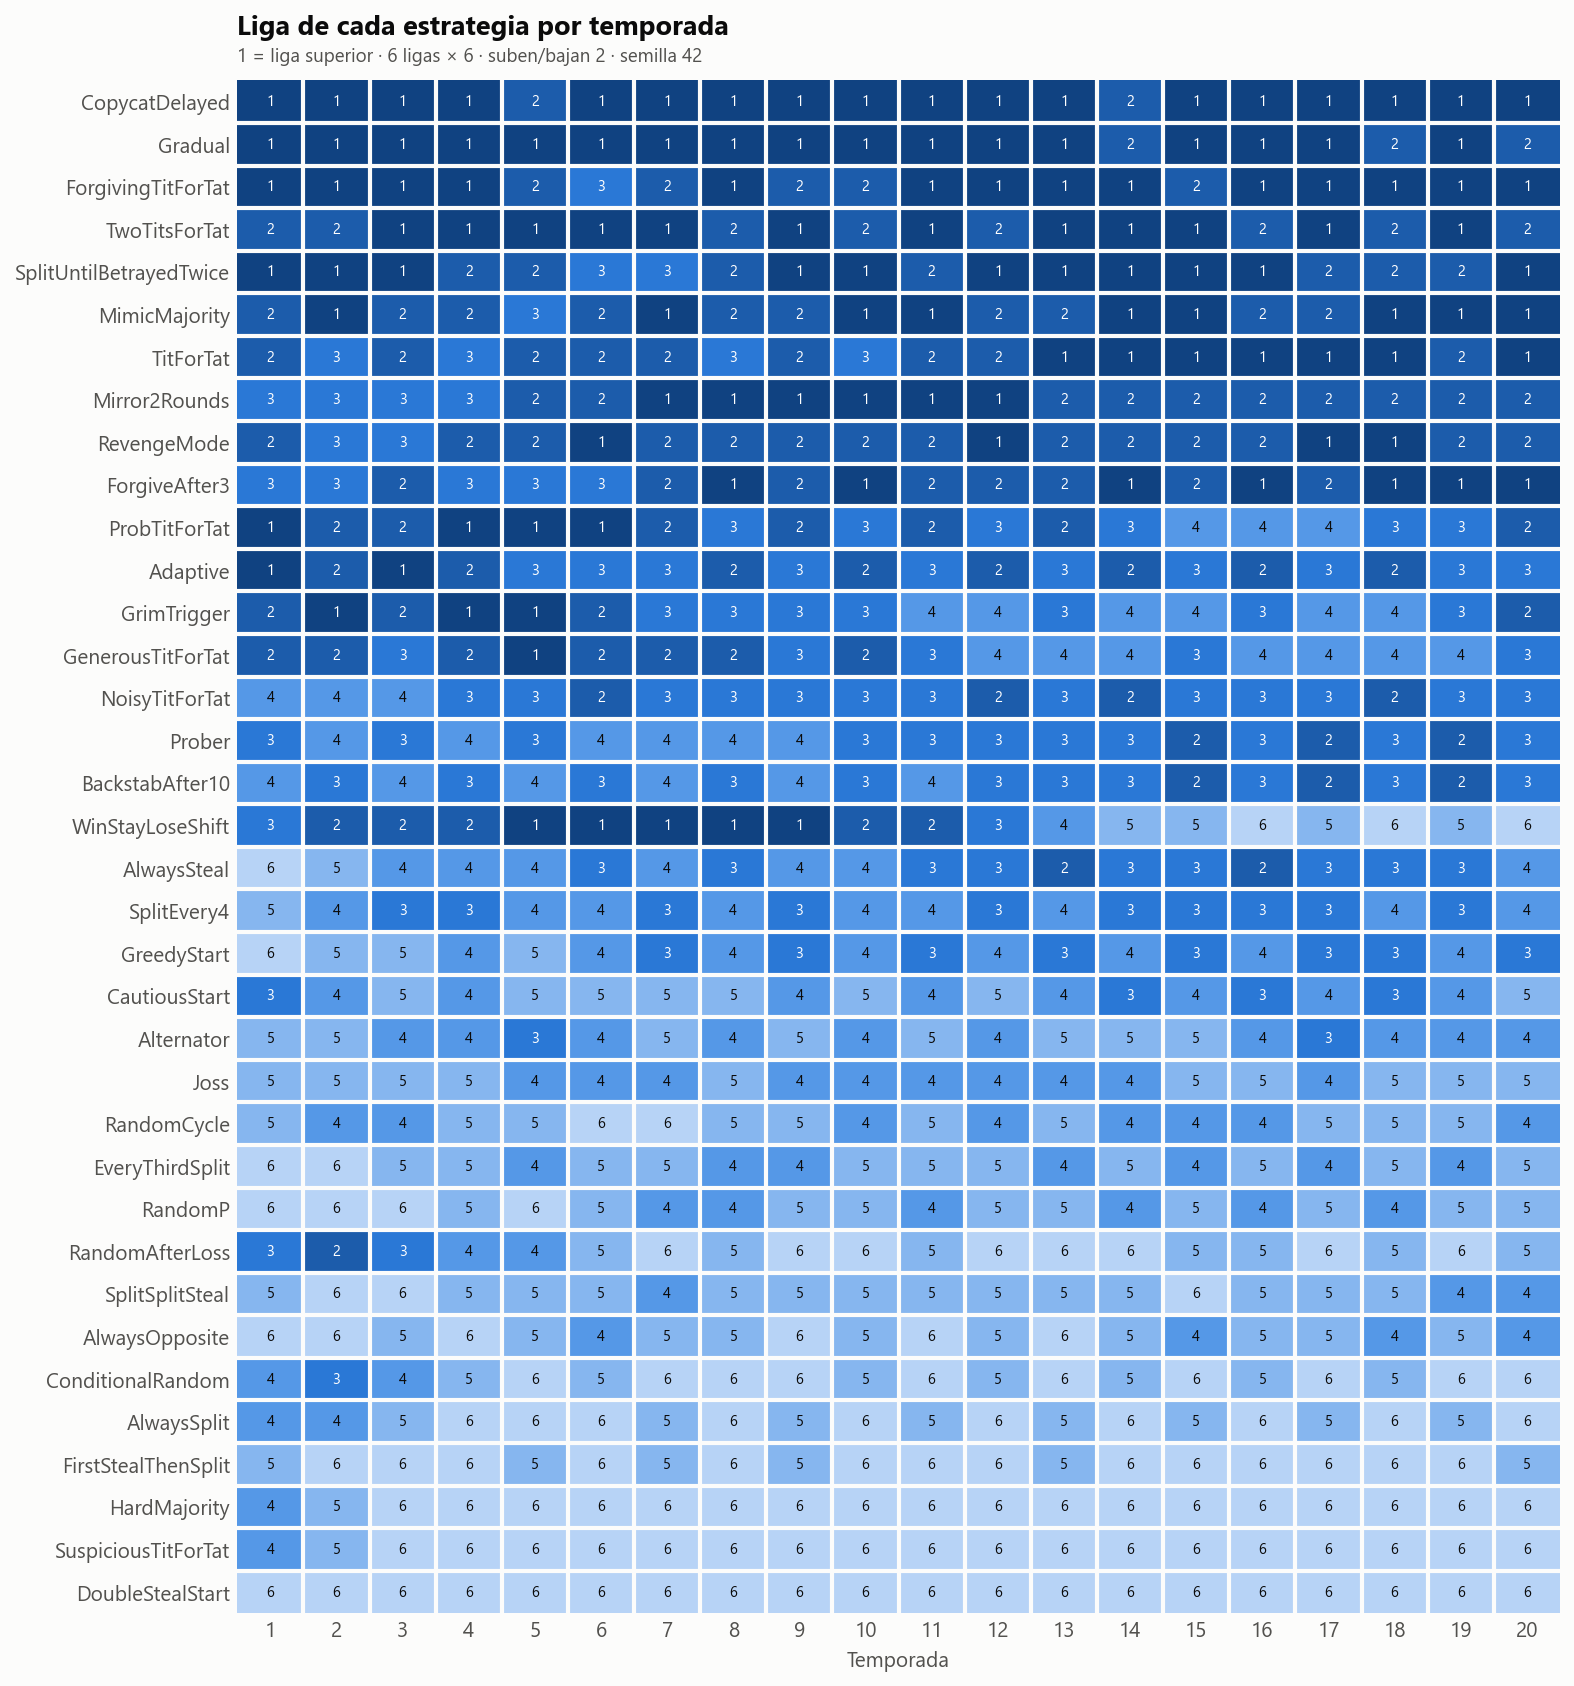 Liga de cada estrategia por temporada
1 = liga superior · 6 ligas × 6 · suben/bajan 2 · semilla 42
CopycatDelayed 1 1 1 1 2 1 1 1 1 1 1 1 1 2 1 1 1 1 1 1
Gradual 1 1 1 1 1 1 1 1 1 1 1 1 1 2 1 1 1 2 1 2
ForgivingTitForTat 1 1 1 1 2 3 2 1 2 2 1 1 1 1 2 1 1 1 1 1
TwoTitsForTat 2 2 1 1 1 1 1 2 1 2 1 2 1 1 1 2 1 2 1 2
SplitUntilBetrayedTwice 1 1 1 2 2 3 3 2 1 1 2 1 1 1 1 1 2 2 2 1
MimicMajority 2 1 2 2 3 2 1 2 2 1 1 2 2 1 1 2 2 1 1 1
TitForTat 2 3 2 3 2 2 2 3 2 3 2 2 1 1 1 1 1 1 2 1
Mirror2Rounds 3 3 3 3 2 2 1 1 1 1 1 1 2 2 2 2 2 2 2 2
RevengeMode 2 3 3 2 2 1 2 2 2 2 2 1 2 2 2 2 1 1 2 2
ForgiveAfter3 3 3 2 3 3 3 2 1 2 1 2 2 2 1 2 1 2 1 1 1
ProbTitForTat 1 2 2 1 1 1 2 3 2 3 2 3 2 3 4 4 4 3 3 2
Adaptive 1 2 1 2 3 3 3 2 3 2 3 2 3 2 3 2 3 2 3 3
GrimTrigger 2 1 2 1 1 2 3 3 3 3 4 4 3 4 4 3 4 4 3 2
GenerousTitForTat 2 2 3 2 1 2 2 2 3 2 3 4 4 4 3 4 4 4 4 3
NoisyTitForTat 4 4 4 3 3 2 3 3 3 3 3 2 3 2 3 3 3 2 3 3
Prober 3 4 3 4 3 4 4 4 4 3 3 3 3 3 2 3 2 3 2 3
BackstabAfter10 4 3 4 3 4 3 4 3 4 3 4 3 3 3 2 3 2 3 2 3
WinStayLoseShift 3 2 2 2 1 1 1 1 1 2 2 3 4 5 5 6 5 6 5 6
AlwaysSteal 6 5 4 4 4 3 4 3 4 4 3 3 2 3 3 2 3 3 3 4
SplitEvery4 5 4 3 3 4 4 3 4 3 4 4 3 4 3 3 3 3 4 3 4
GreedyStart 6 5 5 4 5 4 3 4 3 4 3 4 3 4 3 4 3 3 4 3
CautiousStart 3 4 5 4 5 5 5 5 4 5 4 5 4 3 4 3 4 3 4 5
Alternator 5 5 4 4 3 4 5 4 5 4 5 4 5 5 5 4 3 4 4 4
Joss 5 5 5 5 4 4 4 5 4 4 4 4 4 4 5 5 4 5 5 5
RandomCycle 5 4 4 5 5 6 6 5 5 4 5 4 5 4 4 4 5 5 5 4
EveryThirdSplit 6 6 5 5 4 5 5 4 4 5 5 5 4 5 4 5 4 5 4 5
RandomP 6 6 6 5 6 5 4 4 5 5 4 5 5 4 5 4 5 4 5 5
RandomAfterLoss 3 2 3 4 4 5 6 5 6 6 5 6 6 6 5 5 6 5 6 5
SplitSplitSteal 5 6 6 5 5 5 4 5 5 5 5 5 5 5 6 5 5 5 4 4
AlwaysOpposite 6 6 5 6 5 4 5 5 6 5 6 5 6 5 4 5 5 4 5 4
ConditionalRandom 4 3 4 5 6 5 6 6 6 5 6 5 6 5 6 5 6 5 6 6
AlwaysSplit 4 4 5 6 6 6 5 6 5 6 5 6 5 6 5 6 5 6 5 6
FirstStealThenSplit 5 6 6 6 5 6 5 6 5 6 6 6 5 6 6 6 6 6 6 5
HardMajority 4 5 6 6 6 6 6 6 6 6 6 6 6 6 6 6 6 6 6 6
SuspiciousTitForTat 4 5 6 6 6 6 6 6 6 6 6 6 6 6 6 6 6 6 6 6
DoubleStealStart 6 6 6 6 6 6 6 6 6 6 6 6 6 6 6 6 6 6 6 6
1 2 3 4 5 6 7 8 9 10 11 12 13 14 15 16 17 18 19 20
Temporada